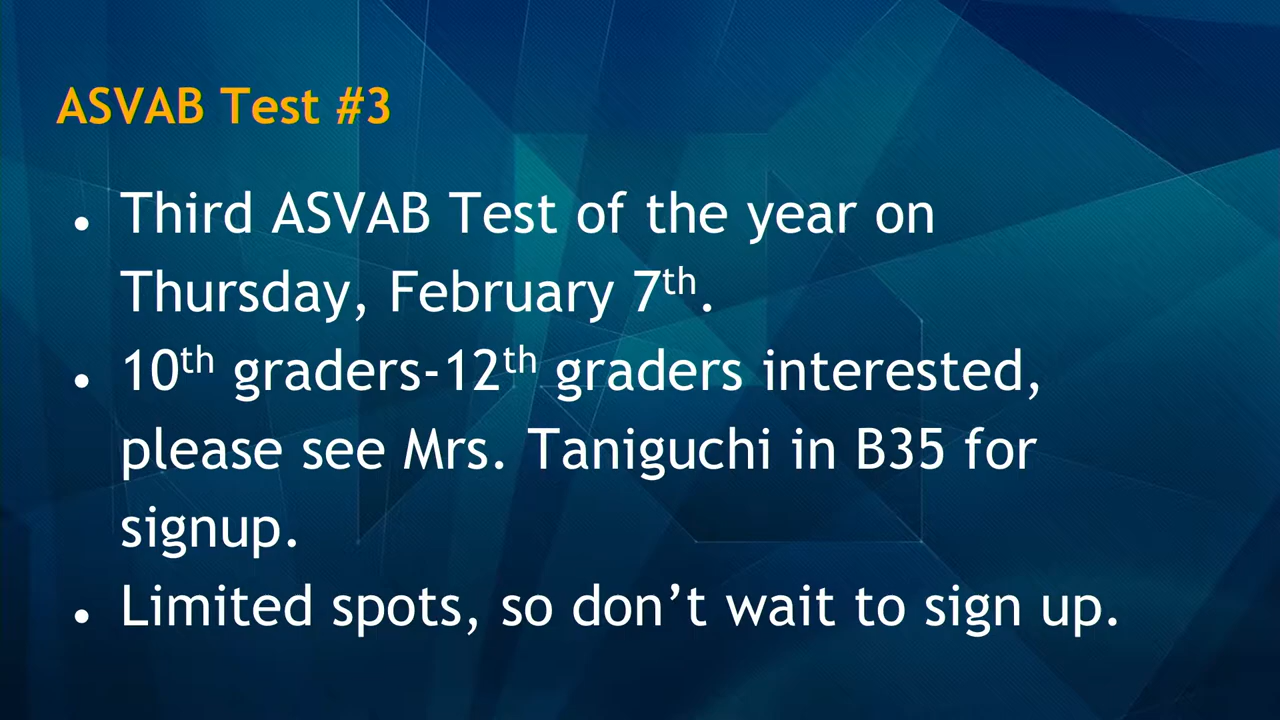 ASVAB Test #3
• Third ASVAB Test of the year on
Thursday, February 7th.
• 10th graders-12th graders interested,
please see Mrs. Taniguchi in B35 for
signup.
• Limited spots, so don’t wait to sign up.